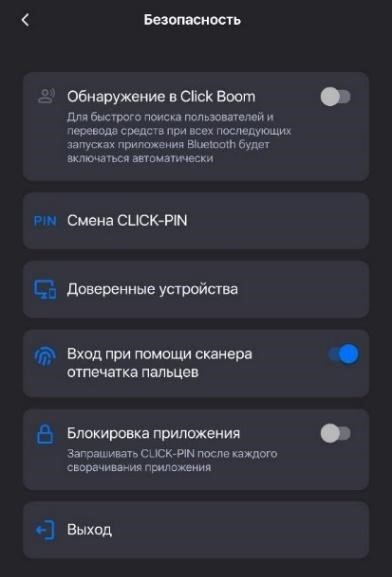 Безопасность
Обнаружение в Click Boom
Для быстрого поиска пользователей и
перевода средств при всех последующих
запусках приложения Bluetooth будет
включаться автоматически
PIN Смена CLICK-PIN
Доверенные устройства
Вход при помощи сканера
отпечатка пальцев
Блокировка приложения
Запрашивать CLICK-PIN после каждого
сворачивания приложения
Выход